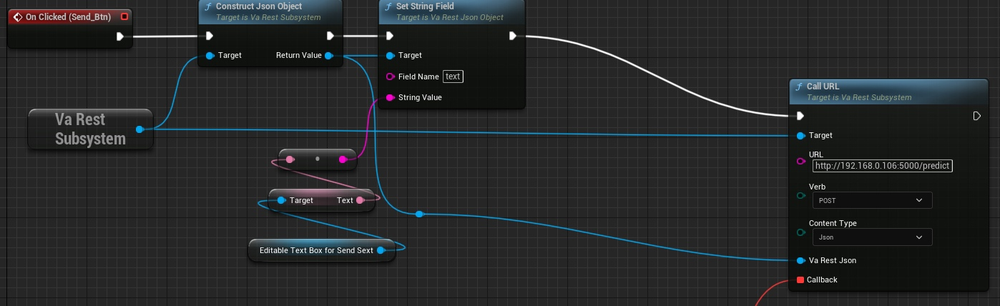 On Clicked (Send_Btn)
Construct Json Object
Target is Va Rest Subsystem
Target
Return Value
Set String Field
Target is Va Rest Json Object
Target
Field Name
text
String Value
Va Rest
Subsystem
Target
Text
Editable Text Box for Send Sext
Call URL
Target is Va Rest Subsystem
Target
URL
http://192.168.0.106:5000/predict
Verb
POST
Content Type
Json
Va Rest Json
Callback